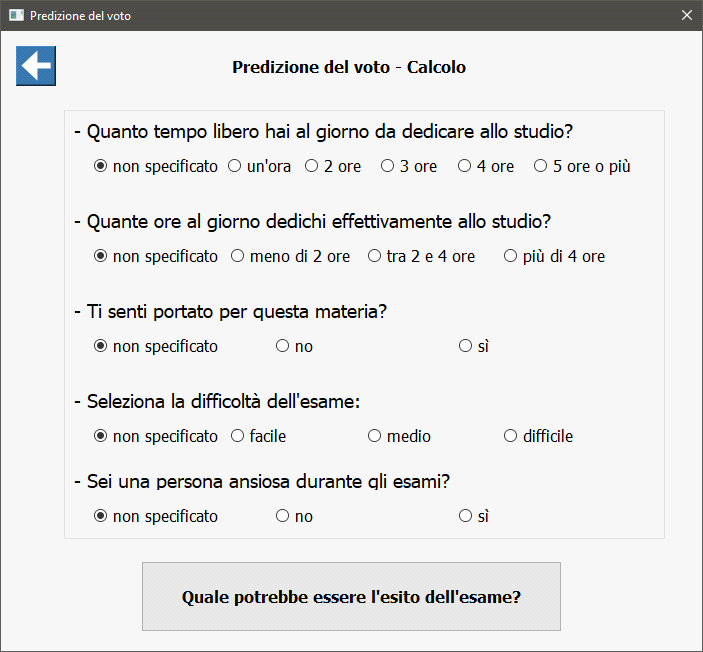 Predizione del voto
Predizione del voto - Calcolo
- Quanto tempo libero hai al giorno da dedicare allo studio?
non specificato un'ora 2 ore 3 ore 4 ore 5 ore o più
- Quante ore al giorno dedichi effettivamente allo studio?
non specificato meno di 2 ore tra 2 e 4 ore più di 4 ore
- Ti senti portato per questa materia?
non specificato no sì
- Seleziona la difficoltà dell'esame:
non specificato facile medio difficile
- Sei una persona ansiosa durante gli esami?
non specificato no sì
Quale potrebbe essere l'esito dell'esame?